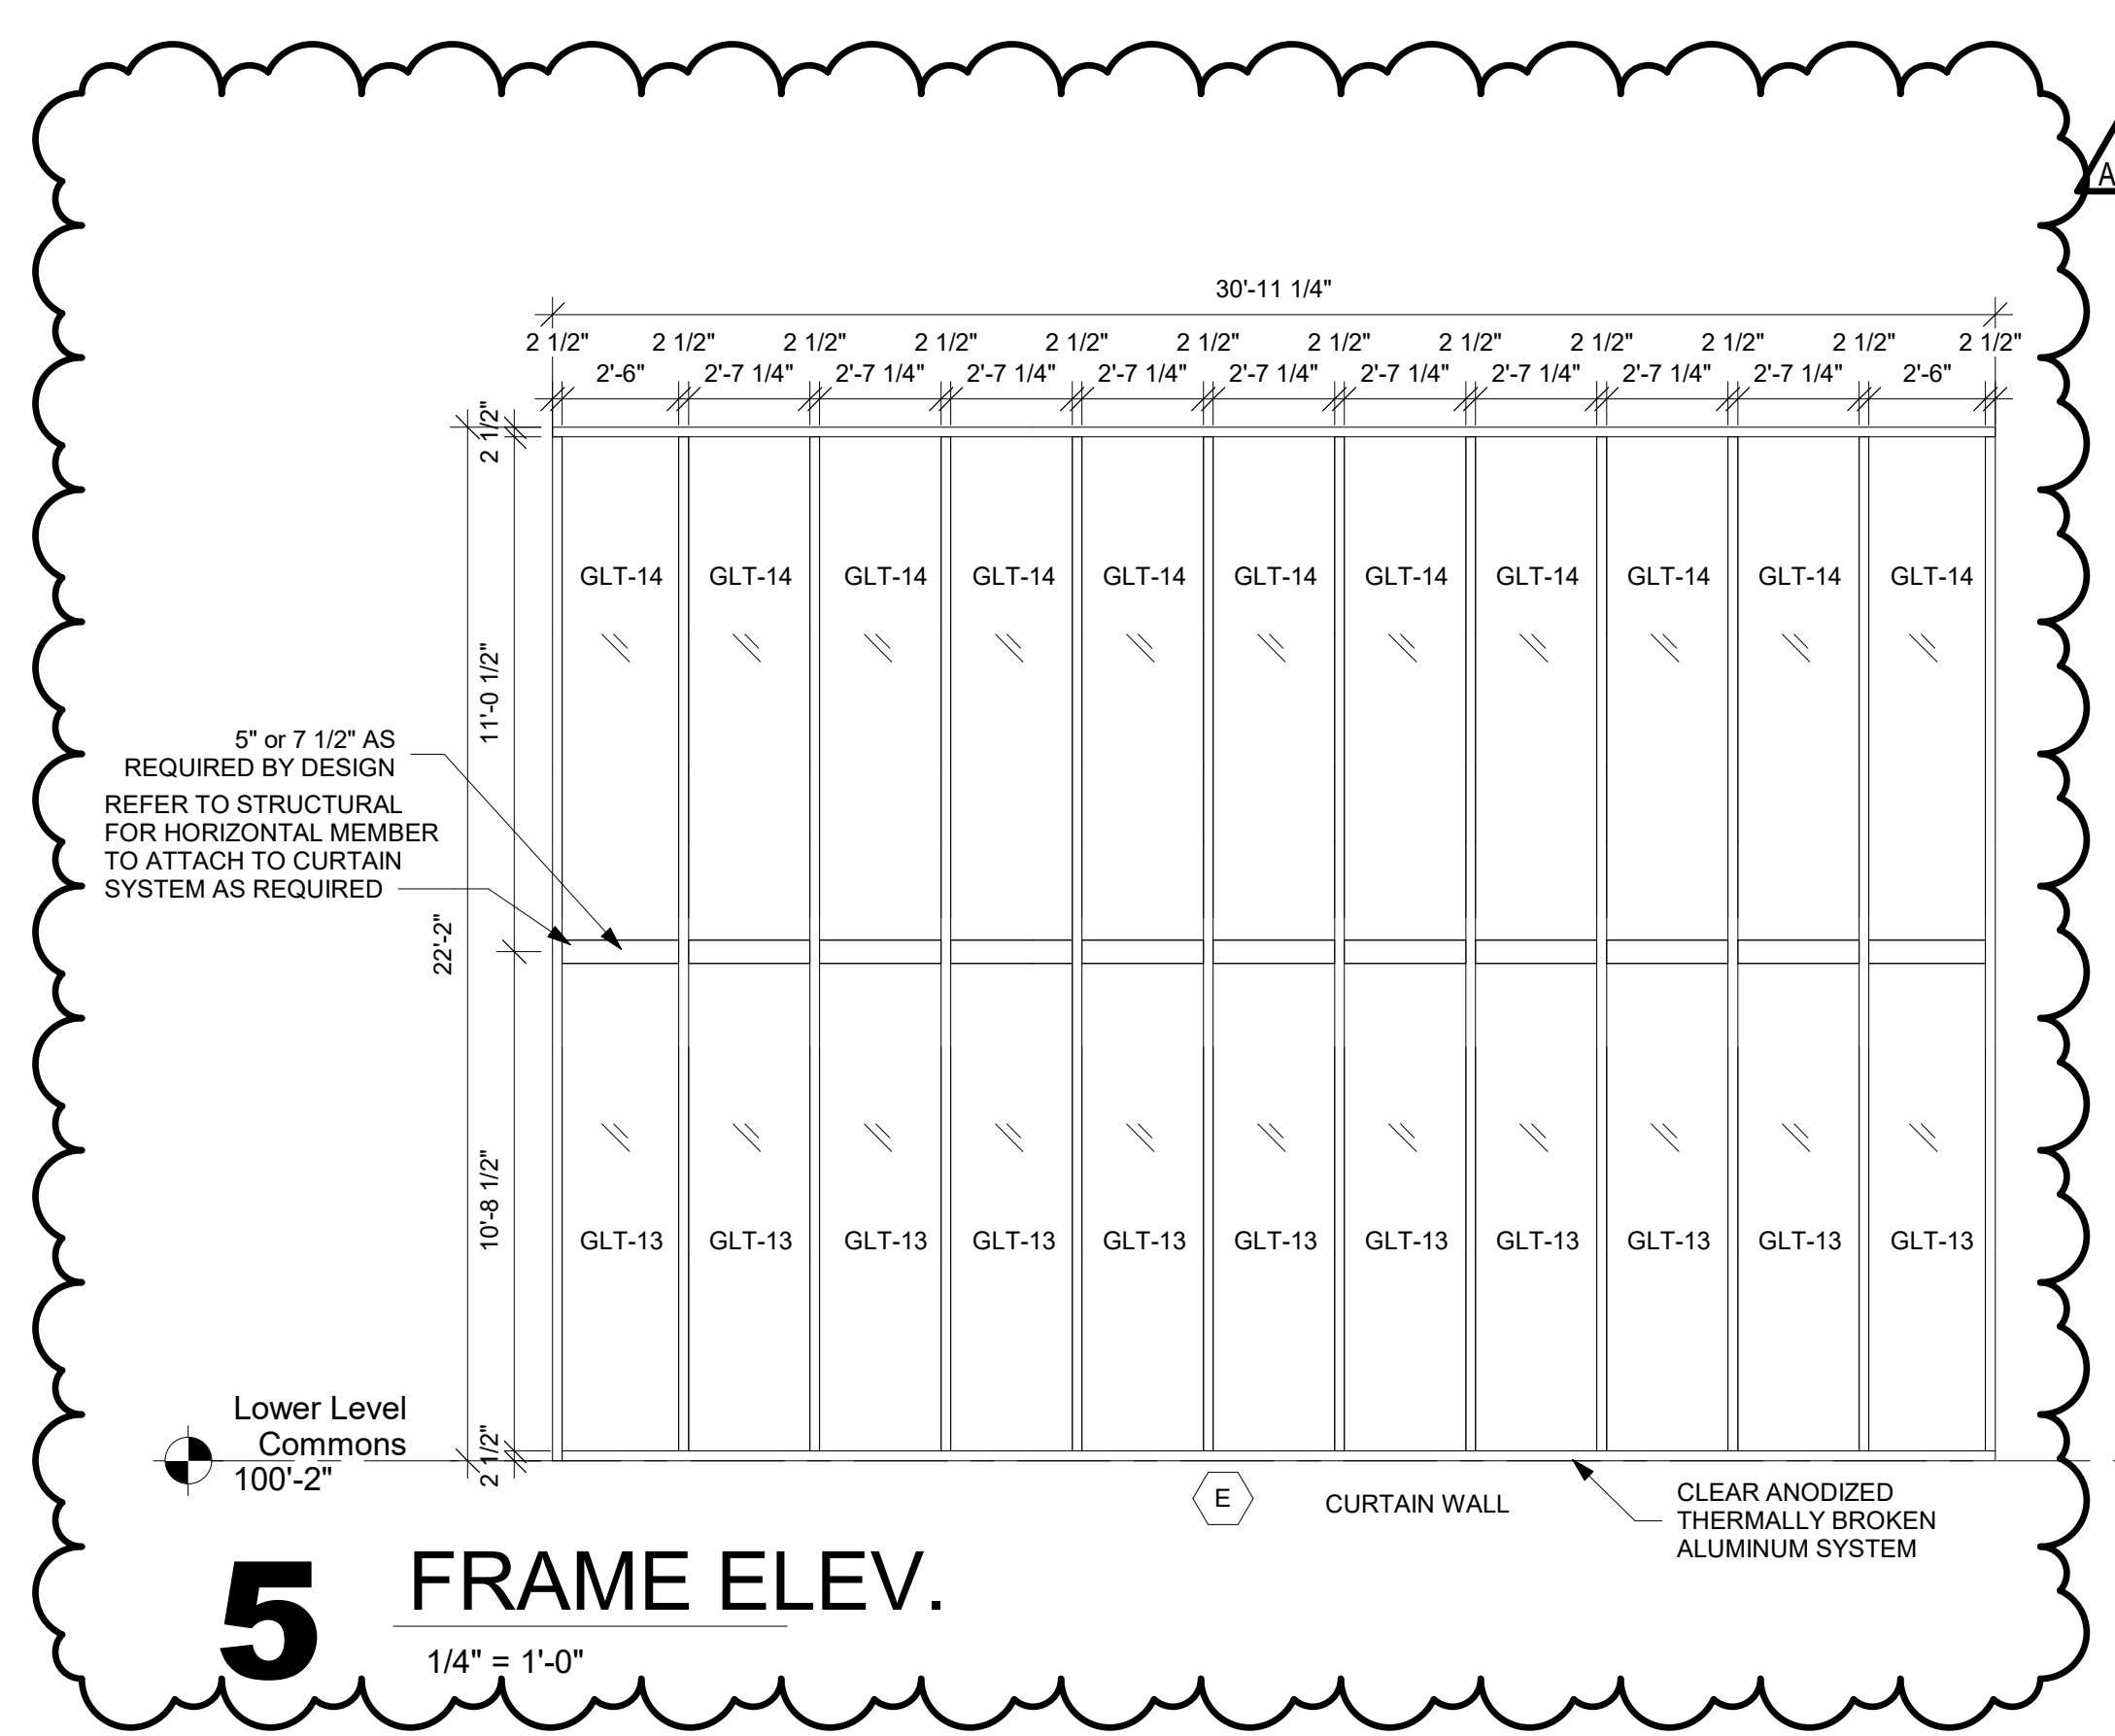 A
30'-11 1/4"
2 1/2" 2 1/2" 2 1/2" 2 1/2" 2 1/2" 2 1/2" 2 1/2" 2 1/2" 2 1/2" 2 1/2" 2 1/2" 2 1/2"
2'-6" 2'-7 1/4" 2'-7 1/4" 2'-7 1/4" 2'-7 1/4" 2'-7 1/4" 2'-7 1/4" 2'-7 1/4" 2'-7 1/4" 2'-7 1/4" 2'-6"
2 1/2"
GLT-14 GLT-14 GLT-14 GLT-14 GLT-14 GLT-14 GLT-14 GLT-14 GLT-14 GLT-14 GLT-14
11'-0 1/2"
5" or 7 1/2" AS
REQUIRED BY DESIGN
REFER TO STRUCTURAL
FOR HORIZONTAL MEMBER
TO ATTACH TO CURTAIN
SYSTEM AS REQUIRED
22'-2"
10'-8 1/2"
GLT-13 GLT-13 GLT-13 GLT-13 GLT-13 GLT-13 GLT-13 GLT-13 GLT-13 GLT-13 GLT-13
2 1/2"
Lower Level
Commons
100'-2"
E
CURTAIN WALL
CLEAR ANODIZED
THERMALLY BROKEN
ALUMINUM SYSTEM
5
FRAME ELEV.
1/4" = 1'-0"